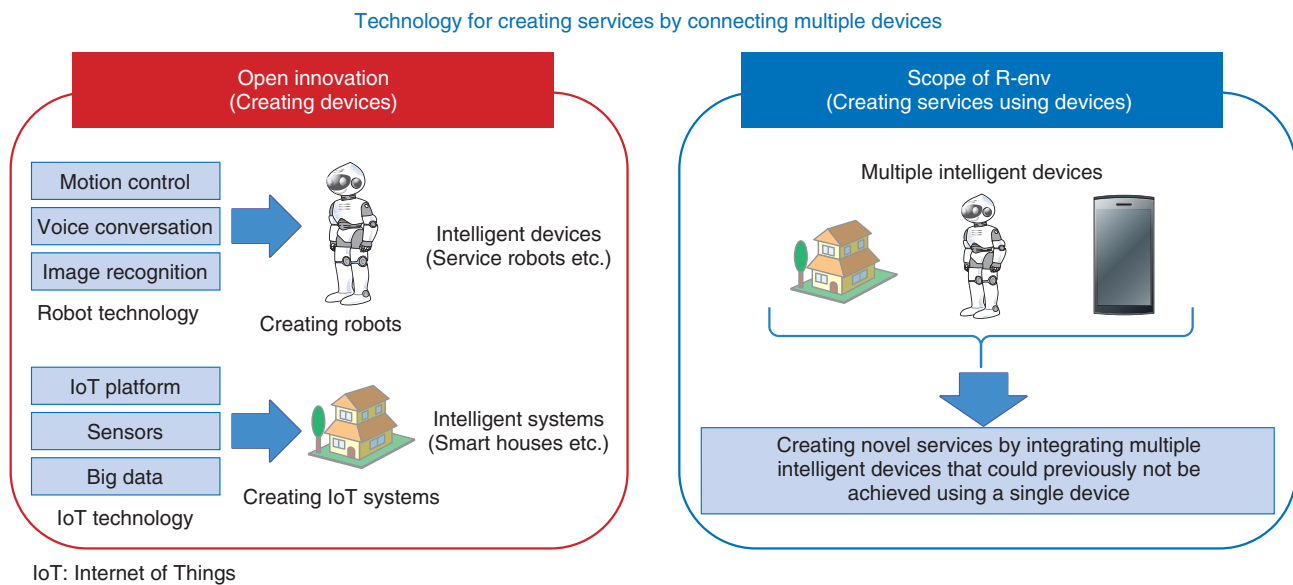 Technology for creating services by connecting multiple devices
Open innovation
(Creating devices)
Motion control
Voice conversation
Image recognition
Robot technology
Creating robots
Intelligent devices
(Service robots etc.)
IoT platform
Sensors
Big data
IoT technology
Creating IoT systems
Intelligent systems
(Smart houses etc.)
Scope of R-env
(Creating services using devices)
Multiple intelligent devices
Creating novel services by integrating multiple
intelligent devices that could previously not be
achieved using a single device
IoT: Internet of Things